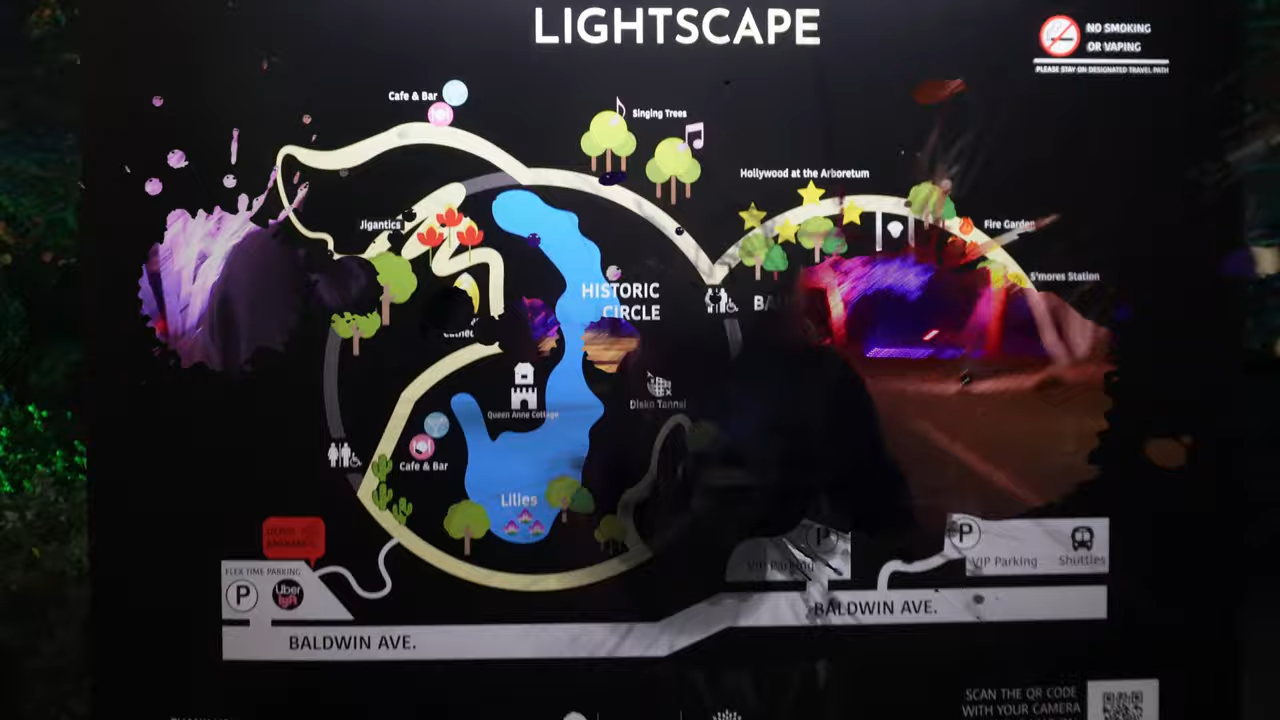 LIGHTSCAPE
NO SMOKING
OR VAPING
PLEASE STAY ON DESIGNATED TRAVEL PATH
Cafe & Bar
Singing Trees
Hollywood at the Arboretum
Jigantics
Fire Garden
S'mores Station
HISTORIC
CIRCLE
Queen Anne Cottage
Disko Tunnel
Cafe & Bar
Lilies
FLEX TIME PARKING
P
Uber
lyft
P
VIP Parking
P
VIP Parking
Shuttles
BALDWIN AVE.
BALDWIN AVE.
SCAN THE QR CODE
WITH YOUR CAMERA